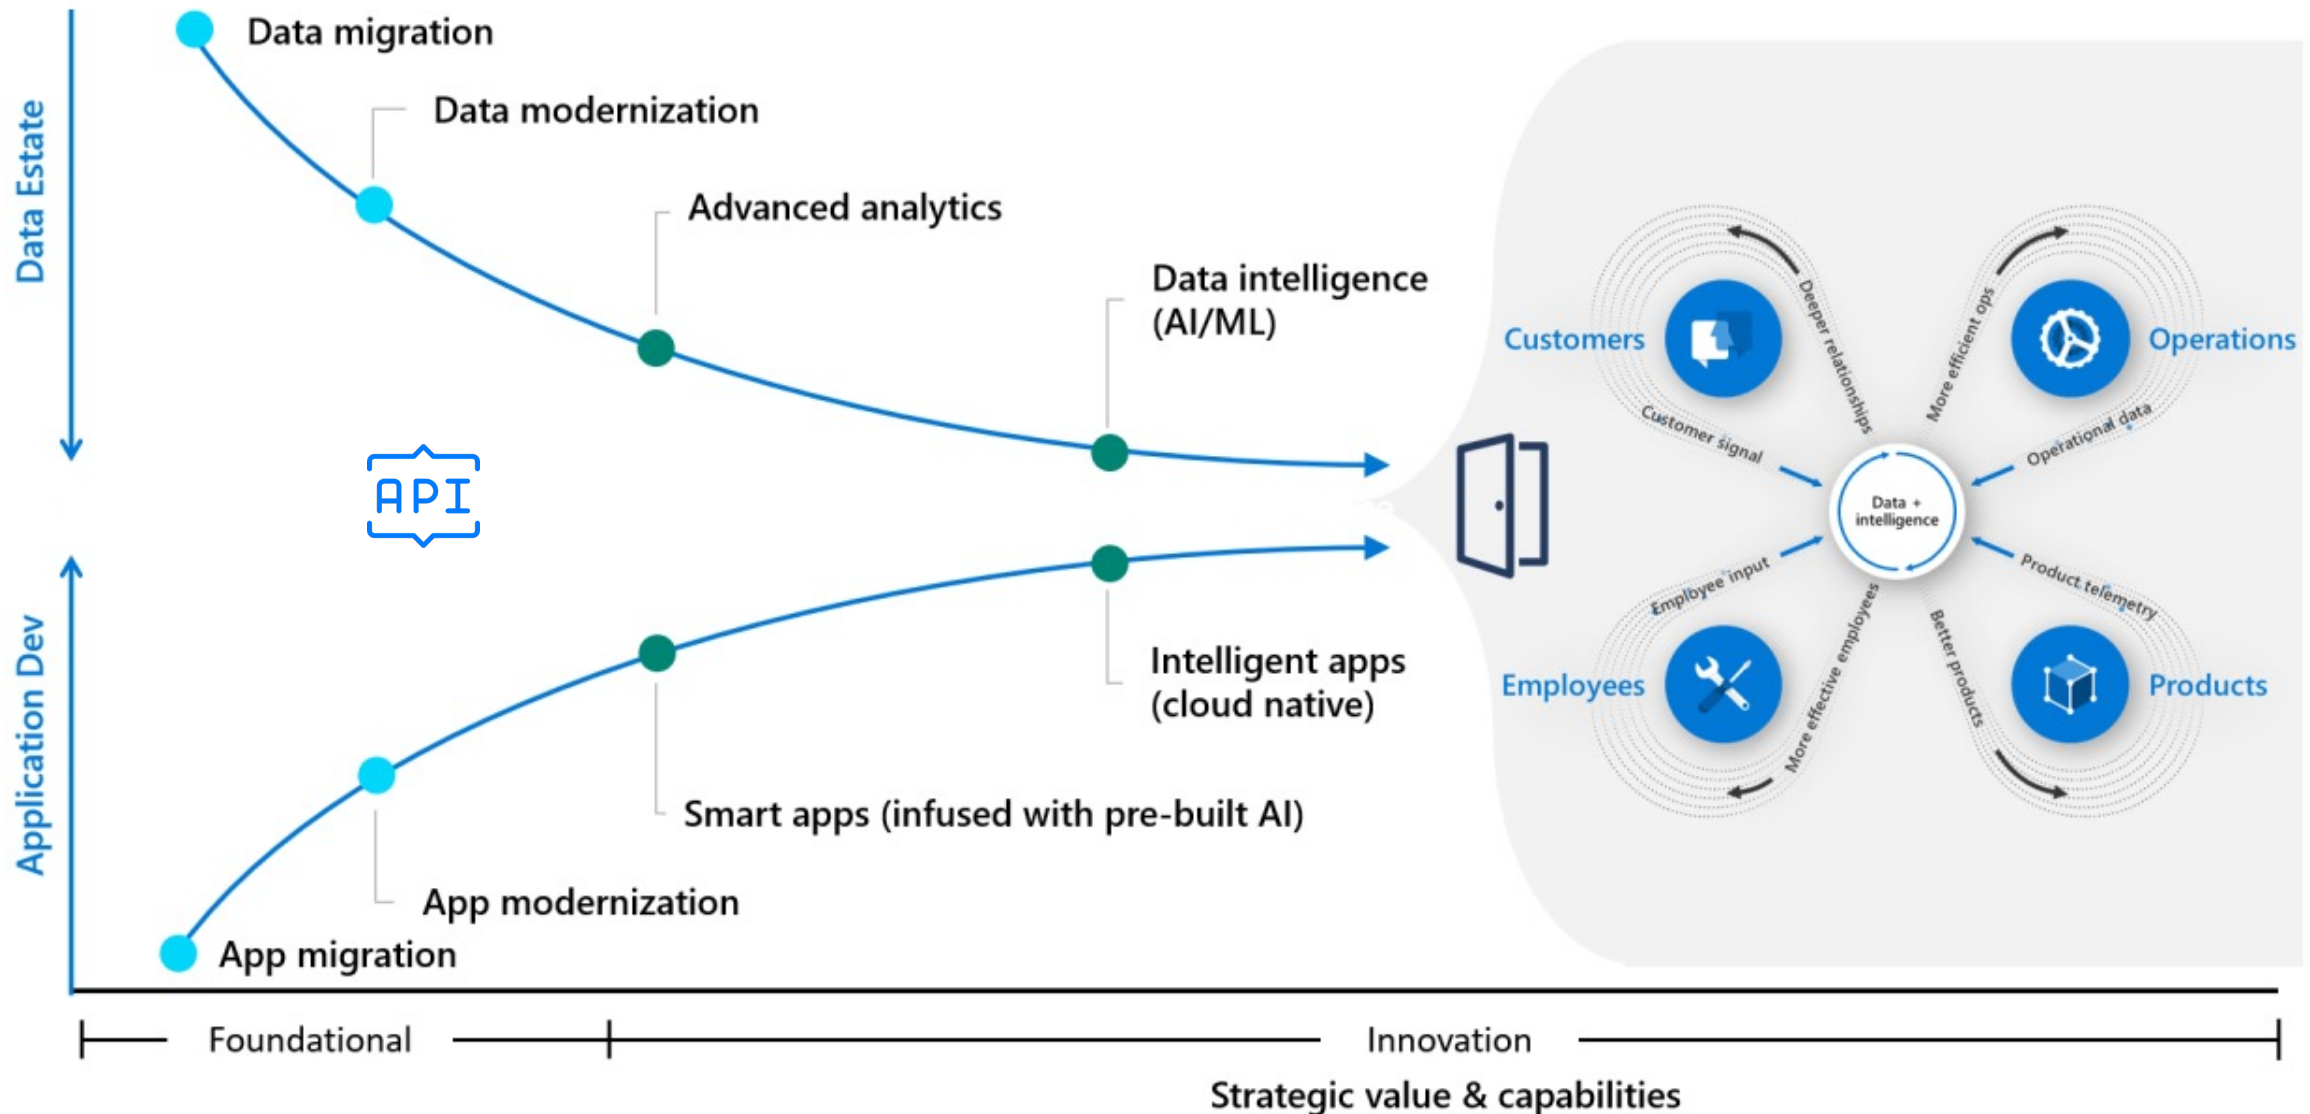 Data migration
Data modernization
Data Estate
Advanced analytics
Data intelligence
(AI/ML)
API
Application Dev
Intelligent apps
(cloud native)
Smart apps (infused with pre-built AI)
App modernization
App migration
Customers
Deeper relationships
Customer signal
More efficient ops
Operations
Operational data
Data +
intelligence
Employee input
Employees
More effective employees
Product telemetry
Better products
Products
Foundational
Innovation
Strategic value & capabilities